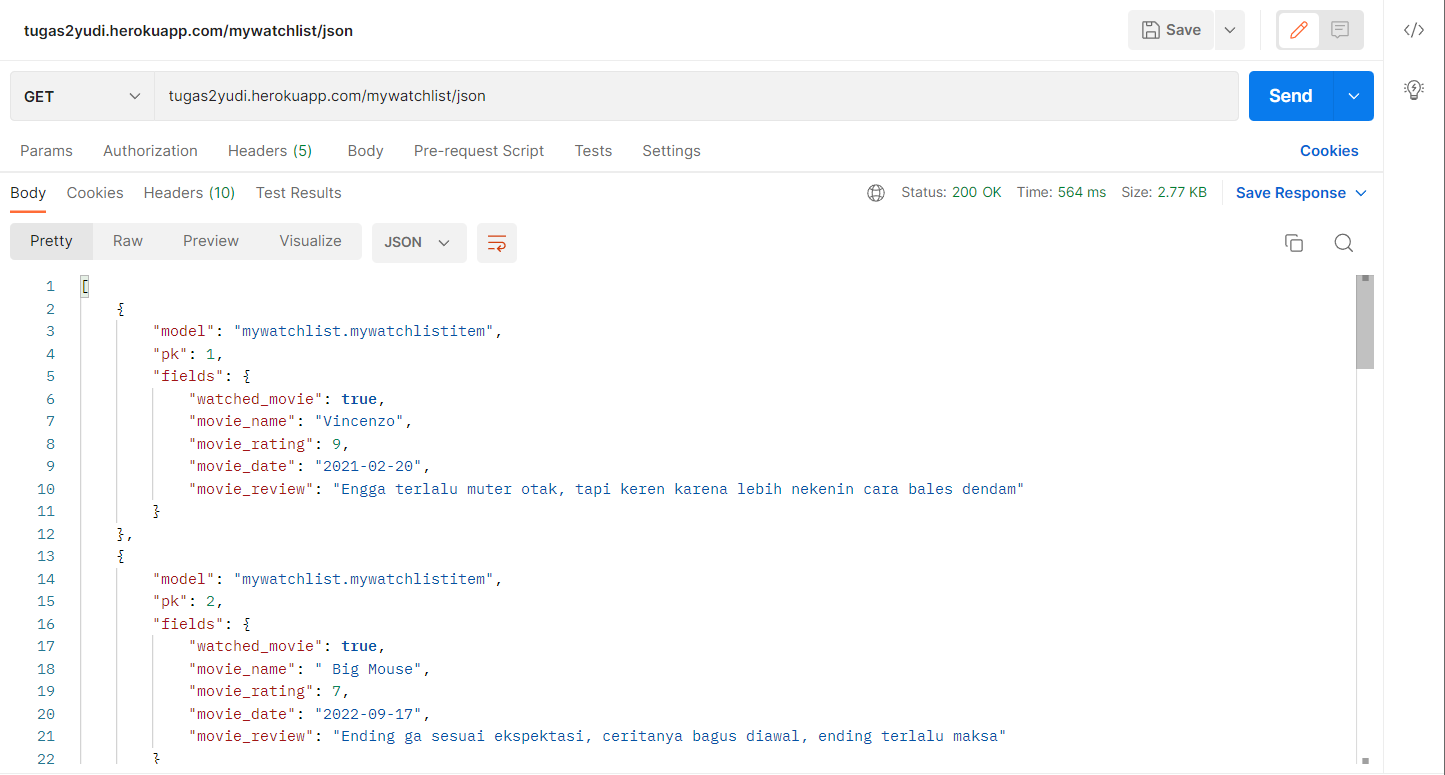 tugas2yudi.herokuapp.com/mywatchlist/json
Save
GET
tugas2yudi.herokuapp.com/mywatchlist/json
Send
Params Authorization Headers (5) Body Pre-request Script Tests Settings Cookies
Body Cookies Headers (10) Test Results Status: 200 OK Time: 564 ms Size: 2.77 KB Save Response
Pretty Raw Preview Visualize JSON
1 [
2 {
3 "model": "mywatchlist.mywatchlistitem",
4 "pk": 1,
5 "fields": {
6 "watched_movie": true,
7 "movie_name": "Vincenzo",
8 "movie_rating": 9,
9 "movie_date": "2021-02-20",
10 "movie_review": "Engga terlalu muter otak, tapi keren karena lebih nekenin cara bales dendam"
11 }
12 },
13 {
14 "model": "mywatchlist.mywatchlistitem",
15 "pk": 2,
16 "fields": {
17 "watched_movie": true,
18 "movie_name": " Big Mouse",
19 "movie_rating": 7,
20 "movie_date": "2022-09-17",
21 "movie_review": "Ending ga sesuai ekspektasi, ceritanya bagus diawal, ending terlalu maksa"
22 }